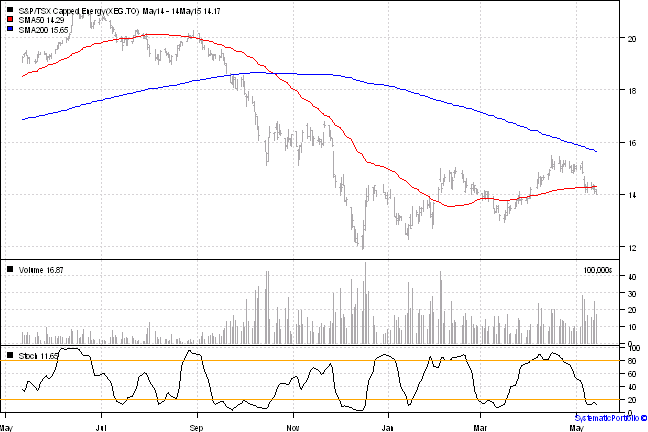 S&P/TSX Capped Energy(XEG.TO) May14 - 14May15 14.17
SMA50 14.29
SMA200 15.65
20
18
16
14
12
Volume 16.87
100,000s
40
30
20
10
0
Stoch 11.65
100
80
60
40
20
0
May Jul Sep Nov Jan Mar May
SystematicPortfolio ©